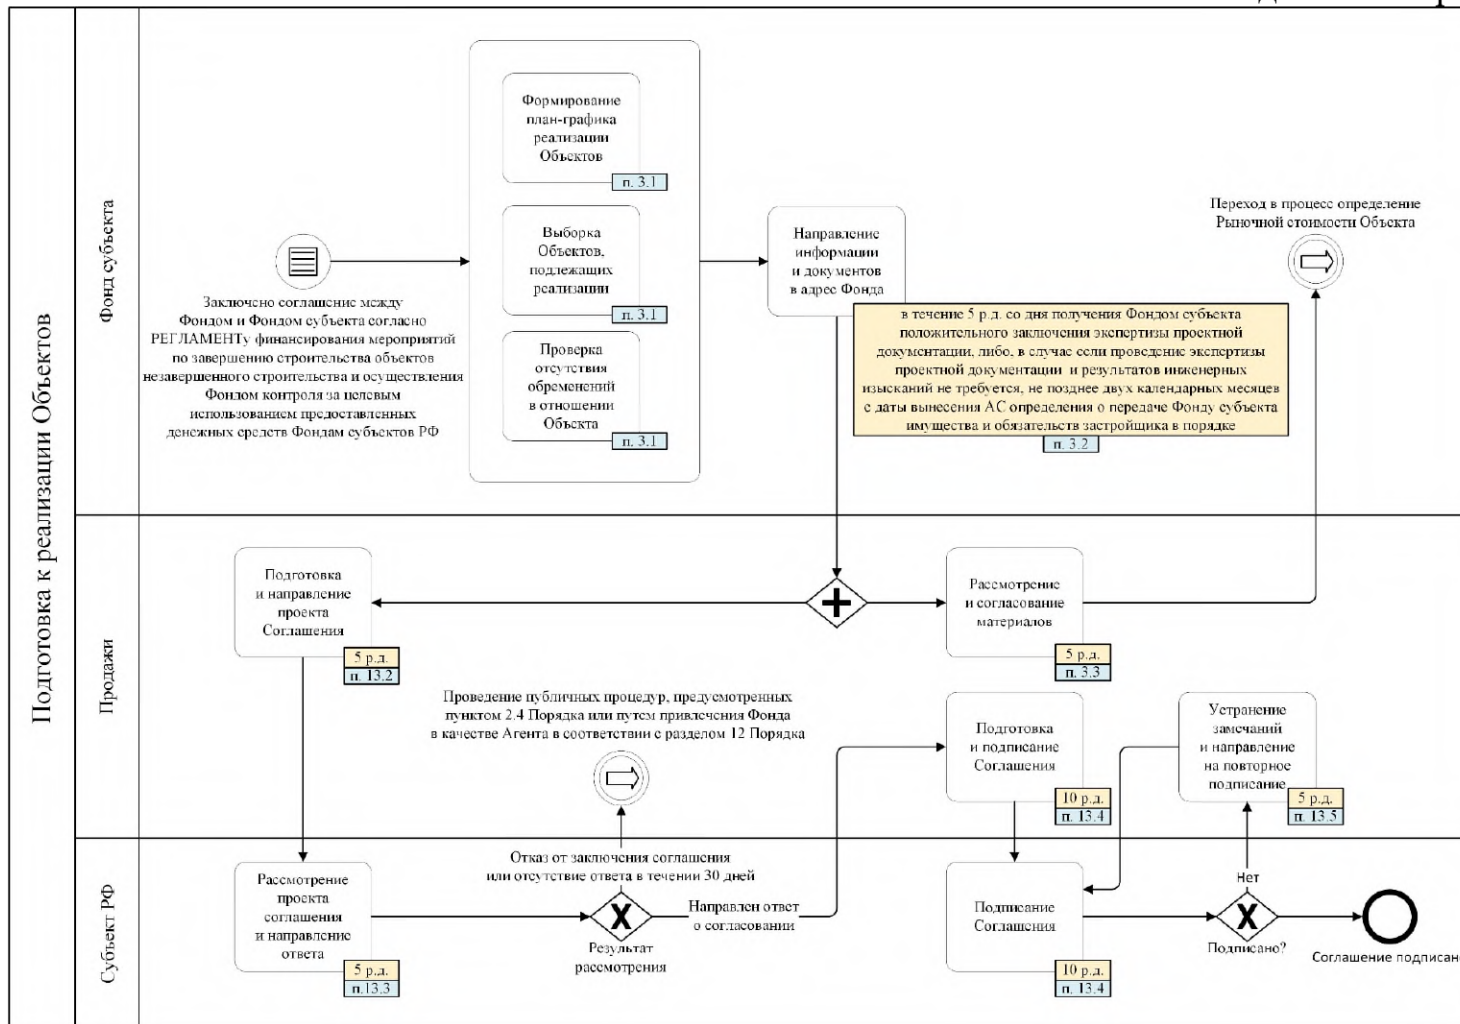 Подготовка к реализации Объектов
Фонд субъекта
Формирование
план-графика
реализации
Объектов
п. 3.1
Выборка
Объектов,
подлежащих
реализации
п. 3.1
Проверка
отсутствия
обременений
в отношении
Объекта
п. 3.1
Заключено соглашение между
Фондом и Фондом субъекта согласно
РЕГЛАМЕНТу финансирования мероприятий
по завершению строительства объектов
незавершенного строительства и осуществления
Фондом контроля за целевым
использованием предоставленных
денежных средств Фондам субъектов РФ
Направление
информации
и документов
в адрес Фонда
в течение 5 р.д. со дня получения Фондом субъекта
положительного заключения экспертизы проектной
документации, либо, в случае если проведение экспертизы
проектной документации и результатов инженерных
изысканий не требуется, не позднее двух календарных месяцев
с даты вынесения АС определения о передаче Фонду субъекта
имущества и обязательств застройщика в порядке
п. 3.2
Переход в процесс определение
Рыночной стоимости Объекта
Продажи
Подготовка
и направление
проекта
Соглашения
5 р.д.
п. 13.2
Рассмотрение
и согласование
материалов
5 р.д.
п. 3.3
Проведение публичных процедур, предусмотренных
пунктом 2.4 Порядка или путем привлечения Фонда
в качестве Агента в соответствии с разделом 12 Порядка
Подготовка
и подписание
Соглашения
10 р.д.
п. 13.4
Устранение
замечаний
и направление
на повторное
подписание
5 р.д.
п. 13.5
Субъект РФ
Рассмотрение
проекта
соглашения
и направление
ответа
5 р.д.
п.13.3
Отказ от заключения соглашения
или отсутствие ответа в течении 30 дней
Направлен ответ
о согласовании
Результат
рассмотрения
Подписание
Соглашения
10 р.д.
п. 13.4
Нет
Подписано?
Соглашение подписано